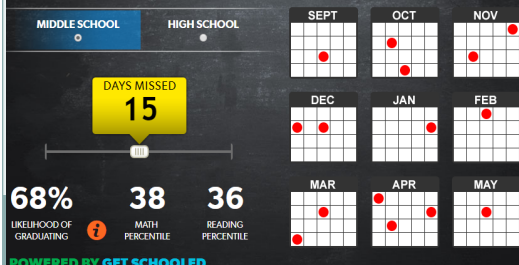 MIDDLE SCHOOL
HIGH SCHOOL
DAYS MISSED
15
68%
LIKELIHOOD OF
GRADUATING
i
38
MATH
PERCENTILE
36
READING
PERCENTILE
POWERED BY GET SCHOOLED
SEPT
OCT
NOV
DEC
JAN
FEB
MAR
APR
MAY